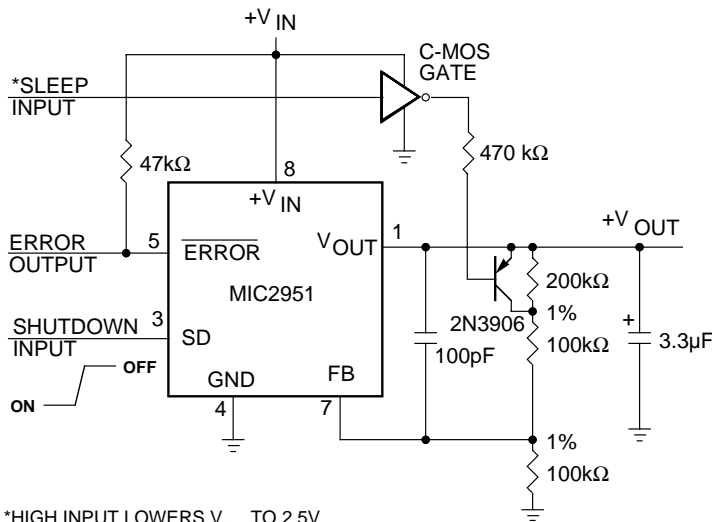 +V IN
C-MOS
GATE
*SLEEP
INPUT
47kΩ
470 kΩ
8
+V IN
+V OUT
ERROR
OUTPUT
5
ERROR
V OUT
1
MIC2951
200kΩ
2N3906
1%
SHUTDOWN
INPUT
3
SD
100pF
100kΩ
+
3.3µF
OFF
ON
GND
FB
4
7
1%
100kΩ
*HIGH INPUT LOWERS V TO 2.5V